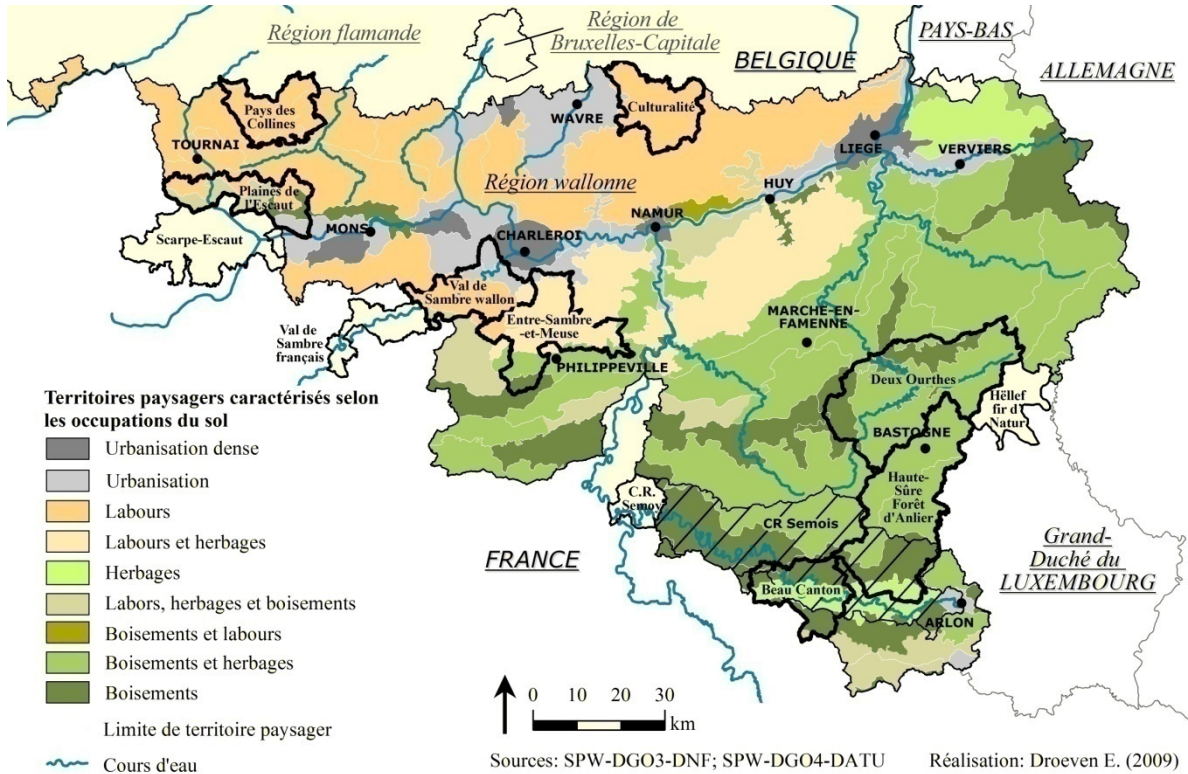 Région flamande
Région de
Bruxelles-Capitale
BELGIQUE
PAYS-BAS
ALLEMAGNE
Pays des
Collines
TOURNAI
WAVRE
Culturalité
LIEGE
VERVIERS
Plaines de
l'Escaut
Région wallonne
HUY
Scarpe-Escaut
MONS
NAMUR
CHARLEROI
Val de
Sambre wallon
Entre-Sambre
-et-Meuse
MARCHE-EN-
FAMENNE
Val de
Sambre
français
PHILIPPEVILLE
Deux Ourthes
Hëllef
fir d'
Natur
BASTOGNE
Haute-
Sûre
Forêt
d'Anlier
C.R.
Semoy
CR Semois
FRANCE
Grand-
Duché du
LUXEMBOURG
Beau Canton
ARLON
Territoires paysagers caractérisés selon
les occupations du sol
Urbanisation dense
Urbanisation
Labours
Labours et herbages
Herbages
Labors, herbages et boisements
Boisements et labours
Boisements et herbages
Boisements
Limite de territoire paysager
Cours d'eau
0 10 20 30
km
Sources: SPW-DGO3-DNF; SPW-DGO4-DATU Réalisation: Droeven E. (2009)